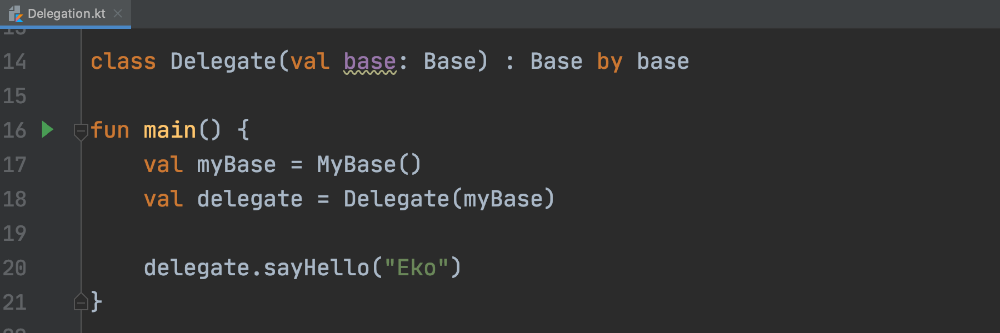 Delegation.kt
14 class Delegate(val base: Base) : Base by base
15
16 fun main() {
17 val myBase = MyBase()
18 val delegate = Delegate(myBase)
19
20 delegate.sayHello("Eko")
21 }